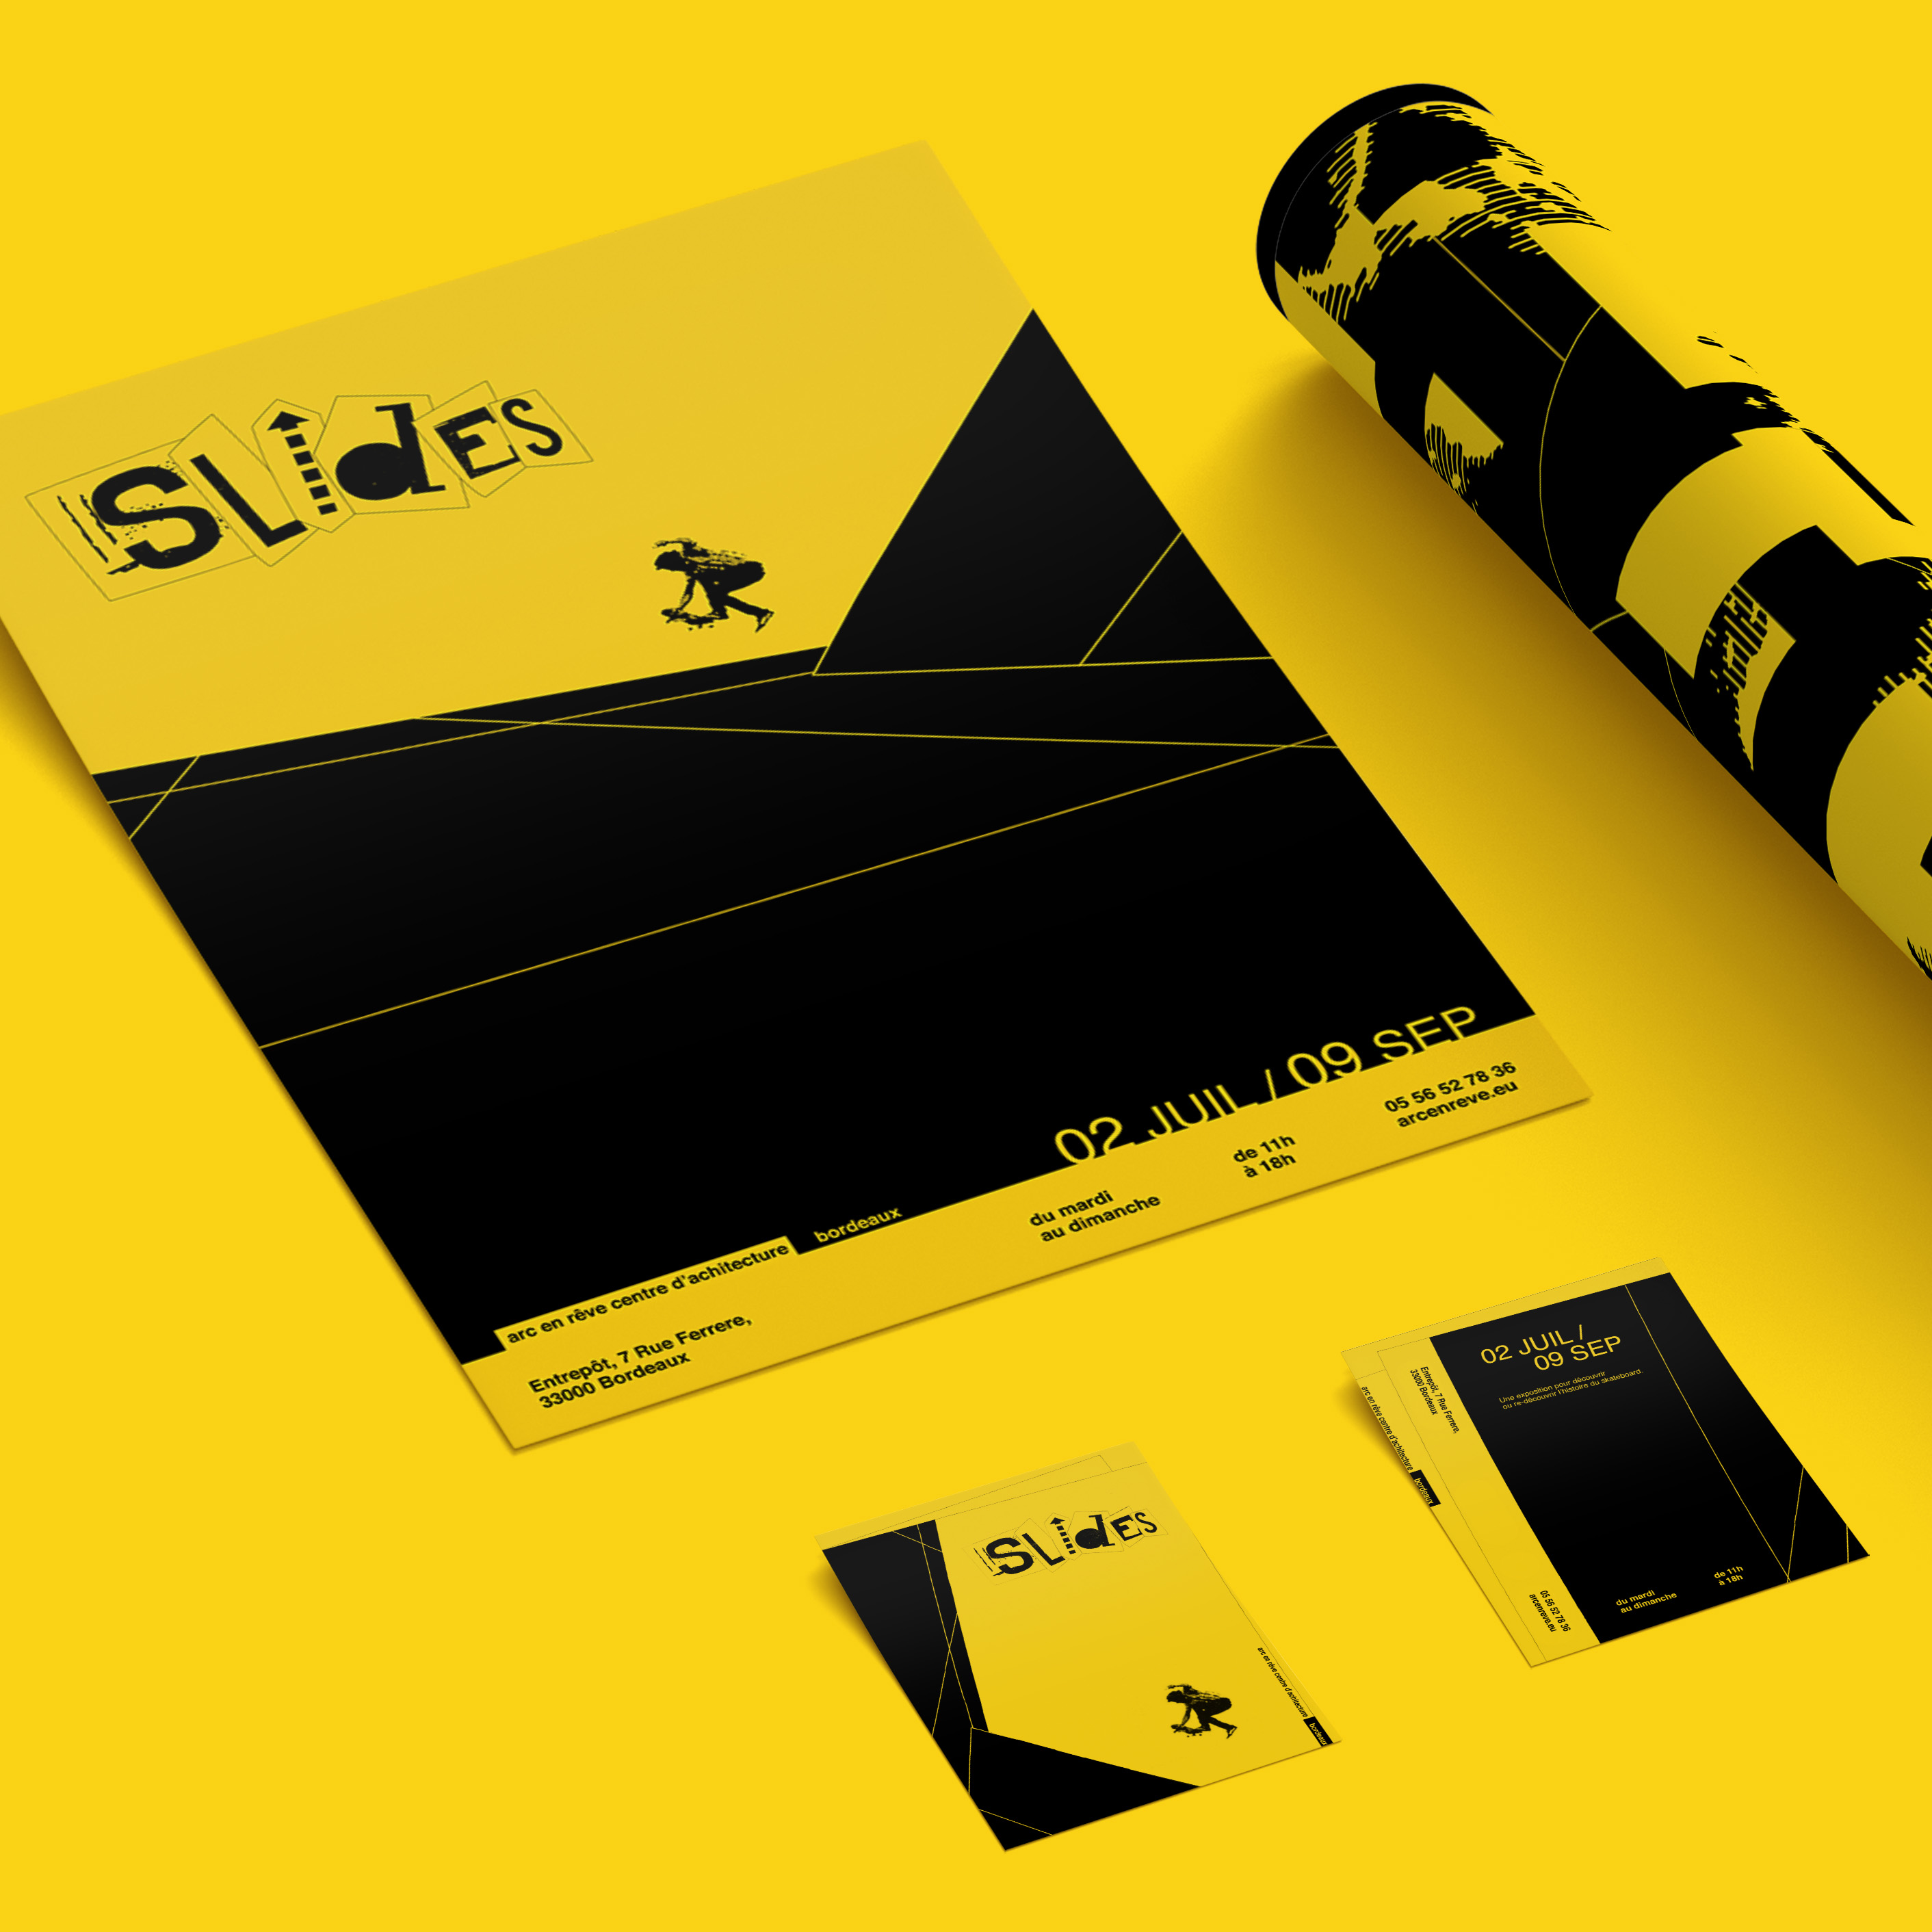 SLIdES
02 JUIL / 09 SEP
05 56 52 78 36
arcenreve.eu
de 11h
à 18h
du mardi
au dimanche
arc en rêve centre d'achitecture bordeaux
Entrepôt, 7 Rue Ferrere,
33000 Bordeaux
SLIdES
arc en rêve centre d'achitecture bordeaux
02 JUIL /
09 SEP
Une exposition pour découvrir
ou re-découvrir l'histoire du skateboard.
Entrepôt, 7 Rue Ferrere,
33000 Bordeaux
arc en rêve centre d'achitecture bordeaux
05 56 52 78 36
arcenreve.eu
du mardi
au dimanche
de 11h
à 18h